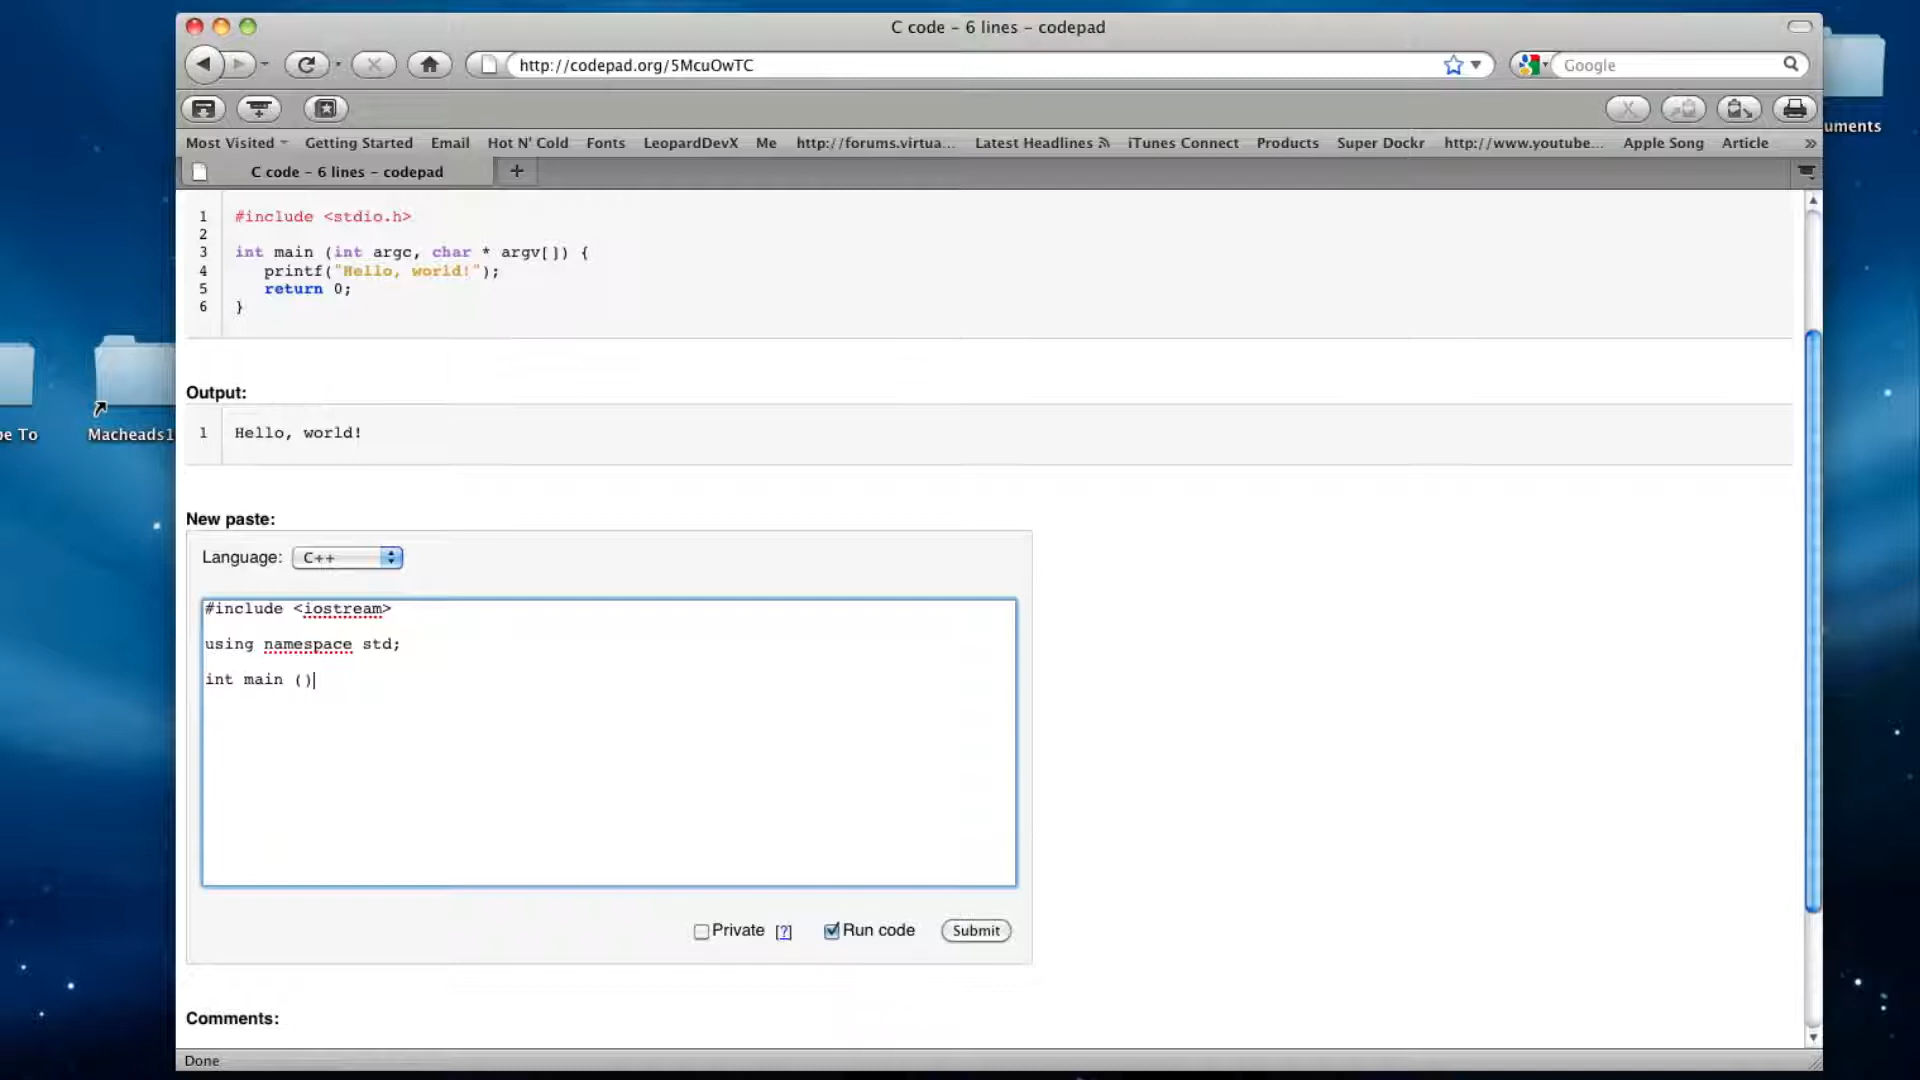 C code – 6 lines – codepad
http://codepad.org/5McuOwTC
Google
uments
Most Visited Getting Started Email Hot N' Cold Fonts LeopardDevX Me http://forums.virtua... Latest Headlines iTunes Connect Products Super Dockr http://www.youtube... Apple Song Article »
C code – 6 lines – codepad +
1 #include <stdio.h>
2
3 int main (int argc, char * argv[]) {
4 printf("Hello, world!");
5 return 0;
6 }
Output:
1 Hello, world!
be To
Macheads1
New paste:
Language: C++
#include <iostream>
using namespace std;
int main ()
Private [?] Run code Submit
Comments:
Done